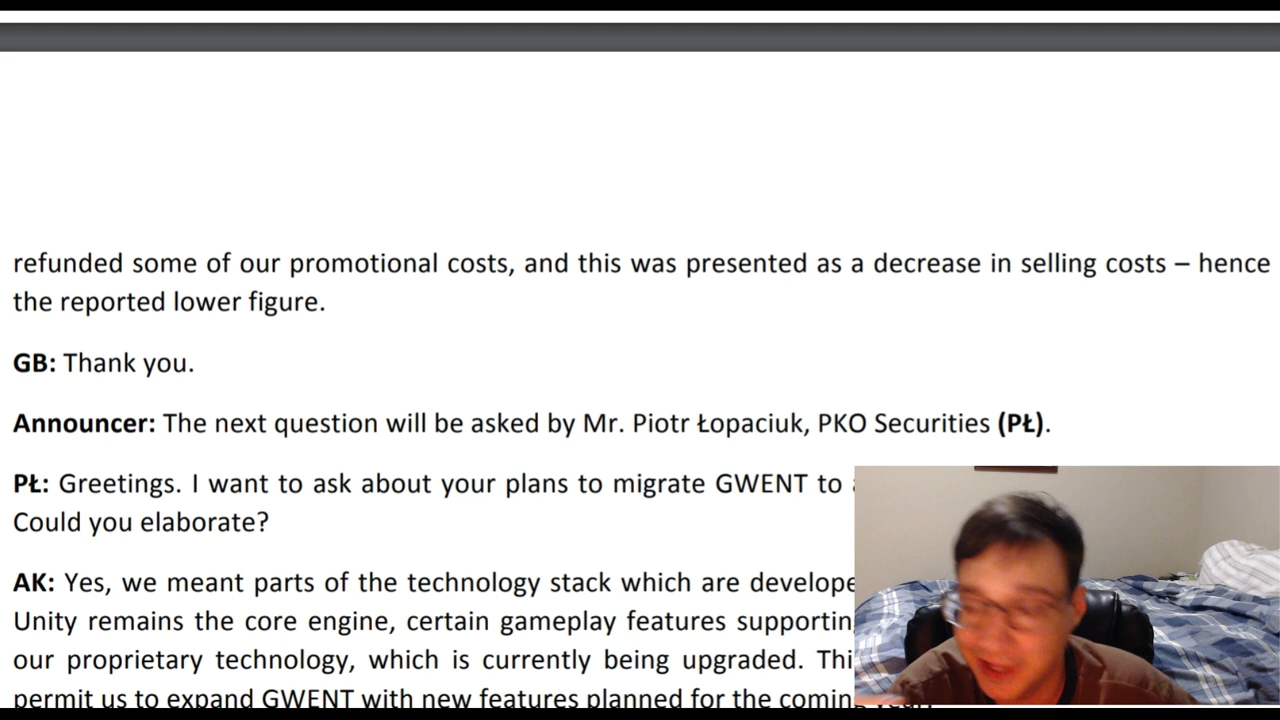 refunded some of our promotional costs, and this was presented as a decrease in selling costs – hence
the reported lower figure.
GB: Thank you.
Announcer: The next question will be asked by Mr. Piotr Łopaciuk, PKO Securities (PŁ).
PŁ: Greetings. I want to ask about your plans to migrate GWENT to
Could you elaborate?
AK: Yes, we meant parts of the technology stack which are develope
Unity remains the core engine, certain gameplay features supportin
our proprietary technology, which is currently being upgraded. Thi
permit us to expand GWENT with new features planned for the coming